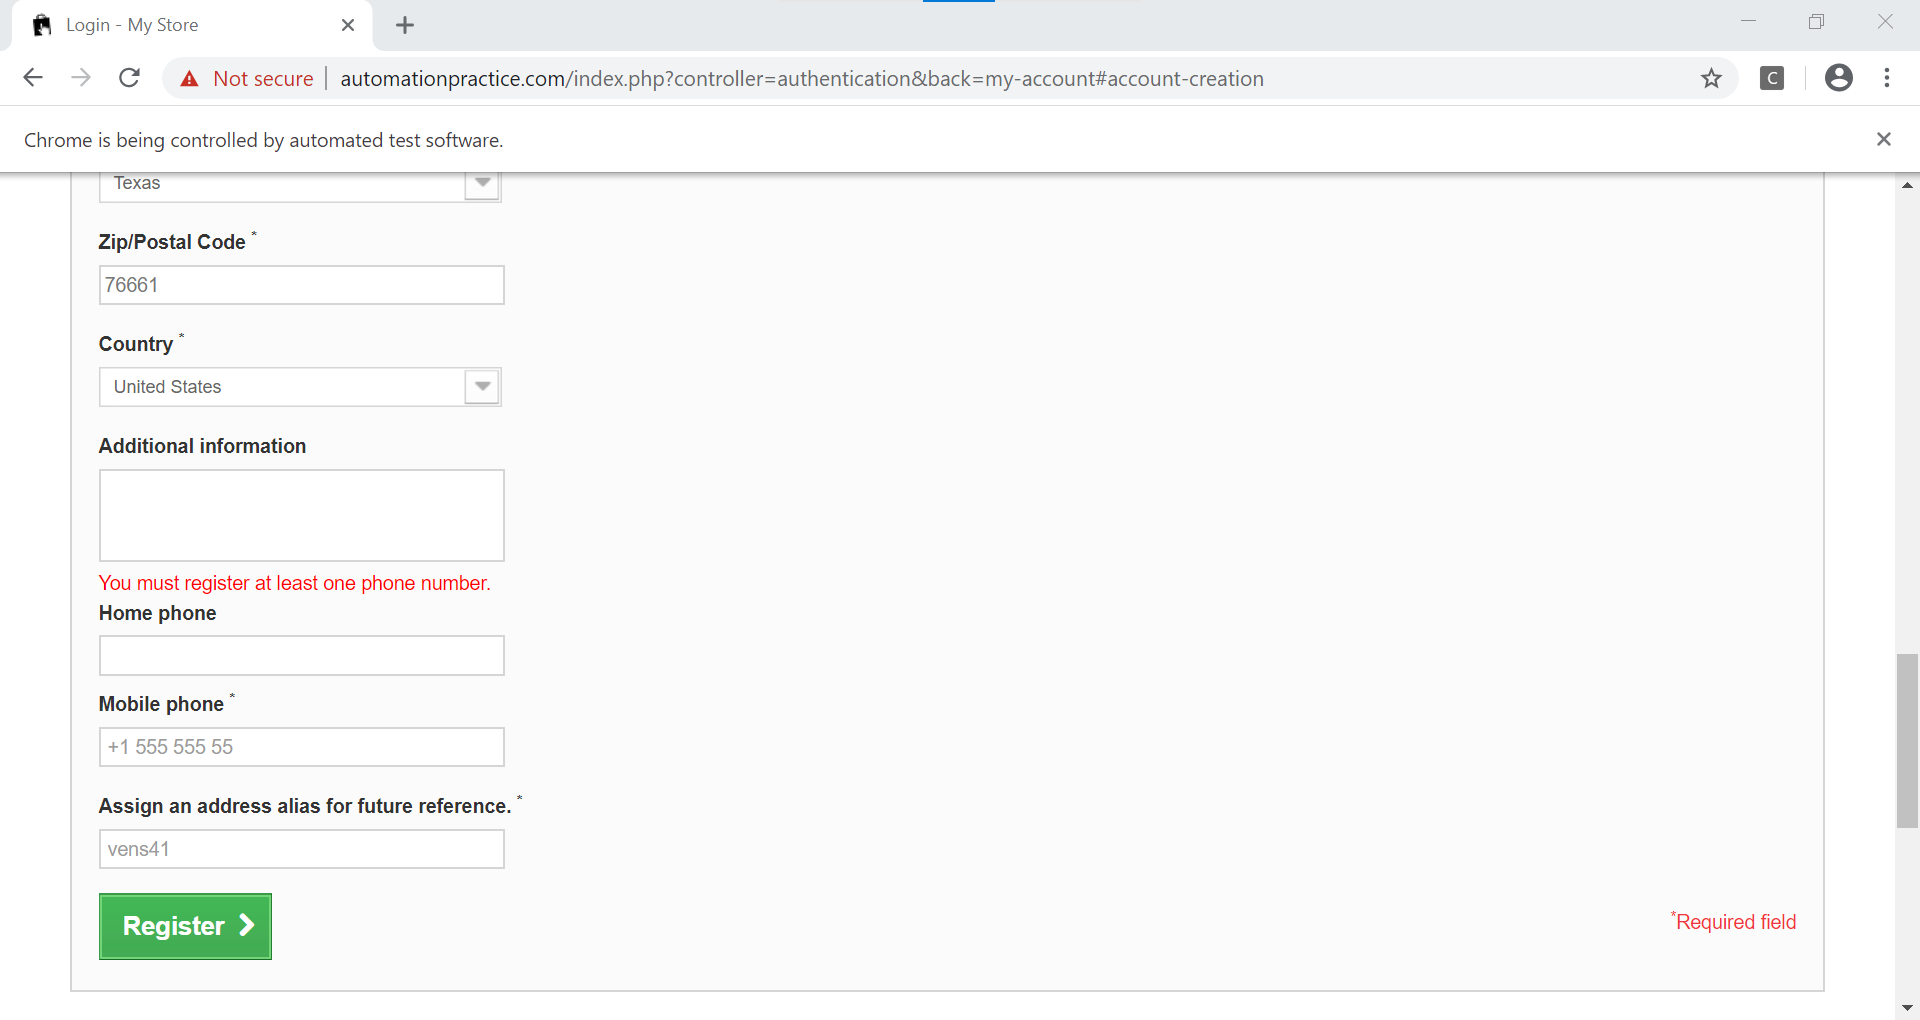 Login - My Store
Not secure
automationpractice.com/index.php?controller=authentication&back=my-account#account-creation
C
Chrome is being controlled by automated test software.
Texas
Zip/Postal Code *
76661
Country *
United States
Additional information
You must register at least one phone number.
Home phone
Mobile phone *
+1 555 555 55
Assign an address alias for future reference. *
vens41
Register
*Required field